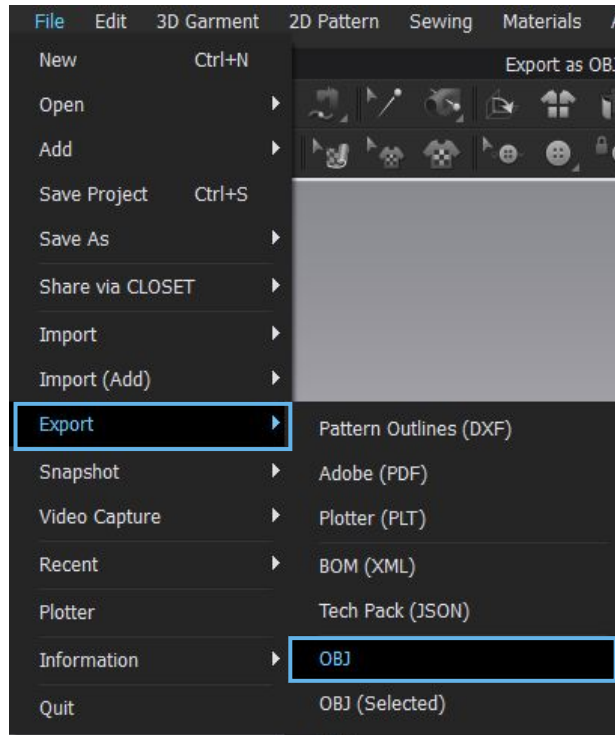 File Edit 3D Garment 2D Pattern Sewing Materials
New Ctrl+N
Export as OBJ
Open
Add
Save Project Ctrl+S
Save As
Share via CLOSET
Import
Import (Add)
Export
Pattern Outlines (DXF)
Snapshot
Adobe (PDF)
Video Capture
Plotter (PLT)
Recent
BOM (XML)
Plotter
Tech Pack (JSON)
Information
OBJ
Quit
OBJ (Selected)